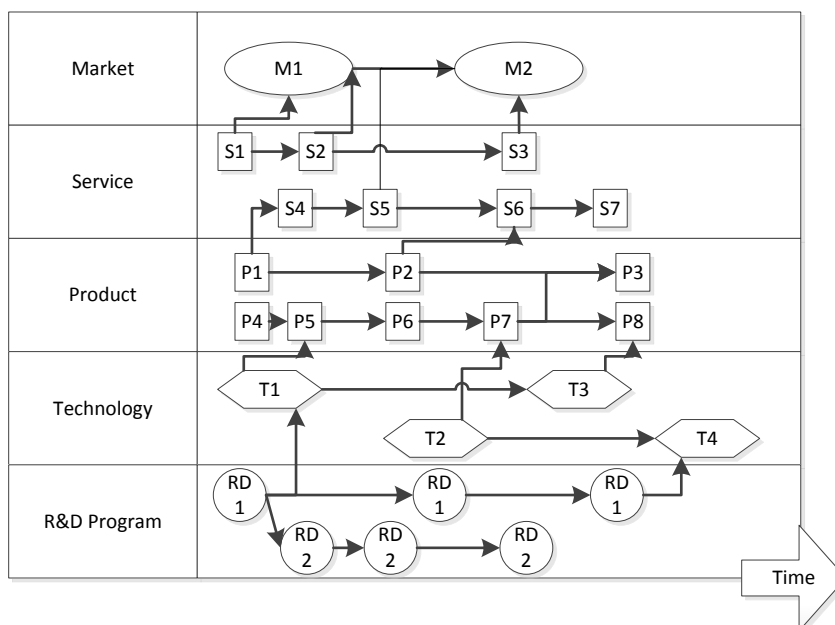 Market
M1
M2
Service
S1
S2
S3
S4
S5
S6
S7
Product
P1
P2
P3
P4
P5
P6
P7
P8
Technology
T1
T3
T2
T4
R&D Program
RD
1
RD
1
RD
1
RD
2
RD
2
RD
2
Time